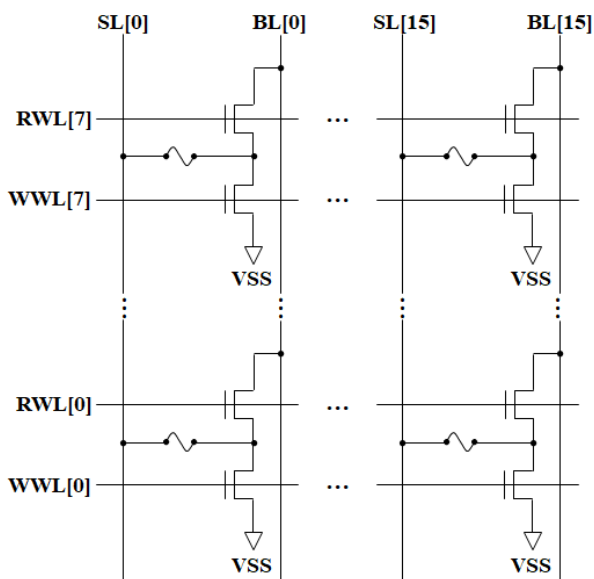 SL[0] BL[0] SL[15] BL[15]
RWL[7] ...
WWL[7] ...
VSS VSS
⋮ ⋮ ⋮ ⋮
RWL[0] ...
WWL[0] ...
VSS VSS